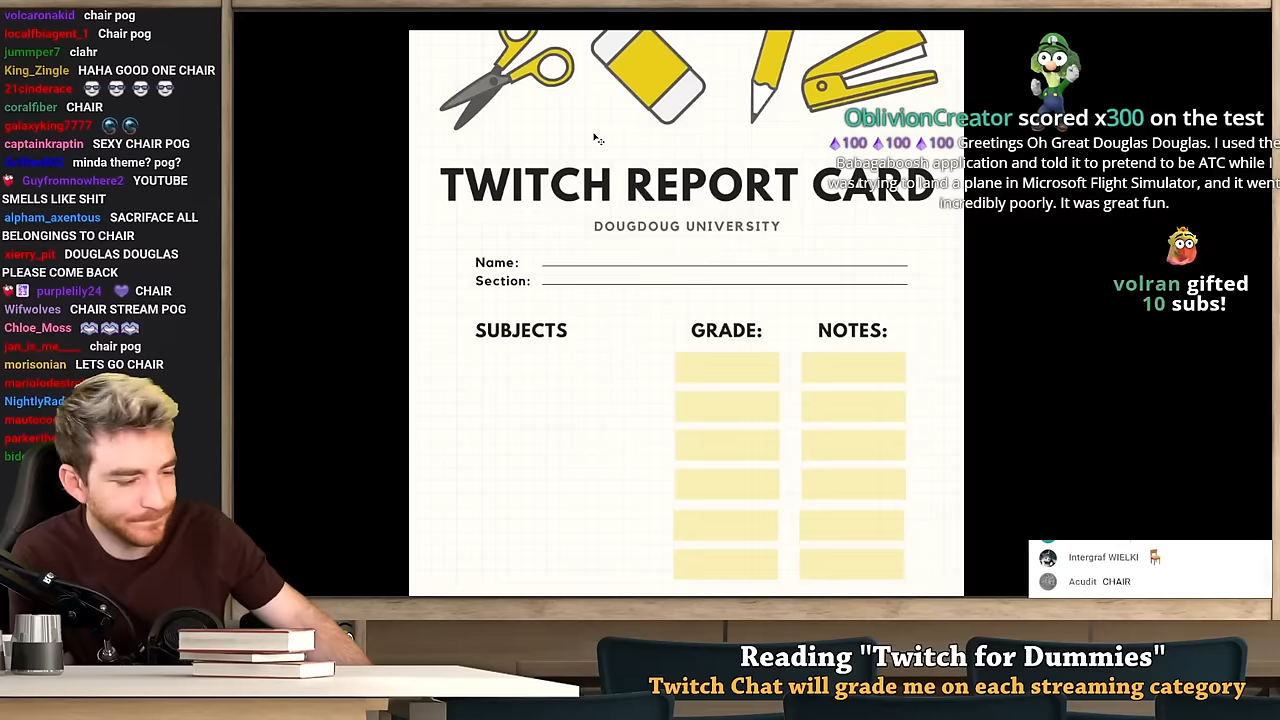 volcaronakid chair pog
localfbiagent_1 Chair pog
jummper7 ciahr
King_Zingle HAHA GOOD ONE CHAIR
21cinderace
coralfiber CHAIR
galaxyking7777
captainkraptin SEXY CHAIR POG
minda theme? pog?
Guyfromnowhere2 YOUTUBE
SMELLS LIKE SHIT
alpham_axentous SACRIFACE ALL
BELONGINGS TO CHAIR
xierry_pit DOUGLAS DOUGLAS
PLEASE COME BACK
purplelily24 CHAIR
Wifwolves CHAIR STREAM POG
Chloe_Moss
jan_is_me____ chair pog
morisonian LETS GO CHAIR
TWITCH REPORT CARD
DOUGDOUG UNIVERSITY
Name:
Section:
SUBJECTS GRADE: NOTES:
OblivionCreator scored x300 on the test
100 100 100 Greetings Oh Great Douglas Douglas. I used the
Babagaboosh application and told it to pretend to be ATC while I
was trying to land a plane in Microsoft Flight Simulator, and it went
incredibly poorly. It was great fun.
volran gifted
10 subs!
Intergraf WIELKI
Acudit CHAIR
Reading "Twitch for Dummies"
Twitch Chat will grade me on each streaming category